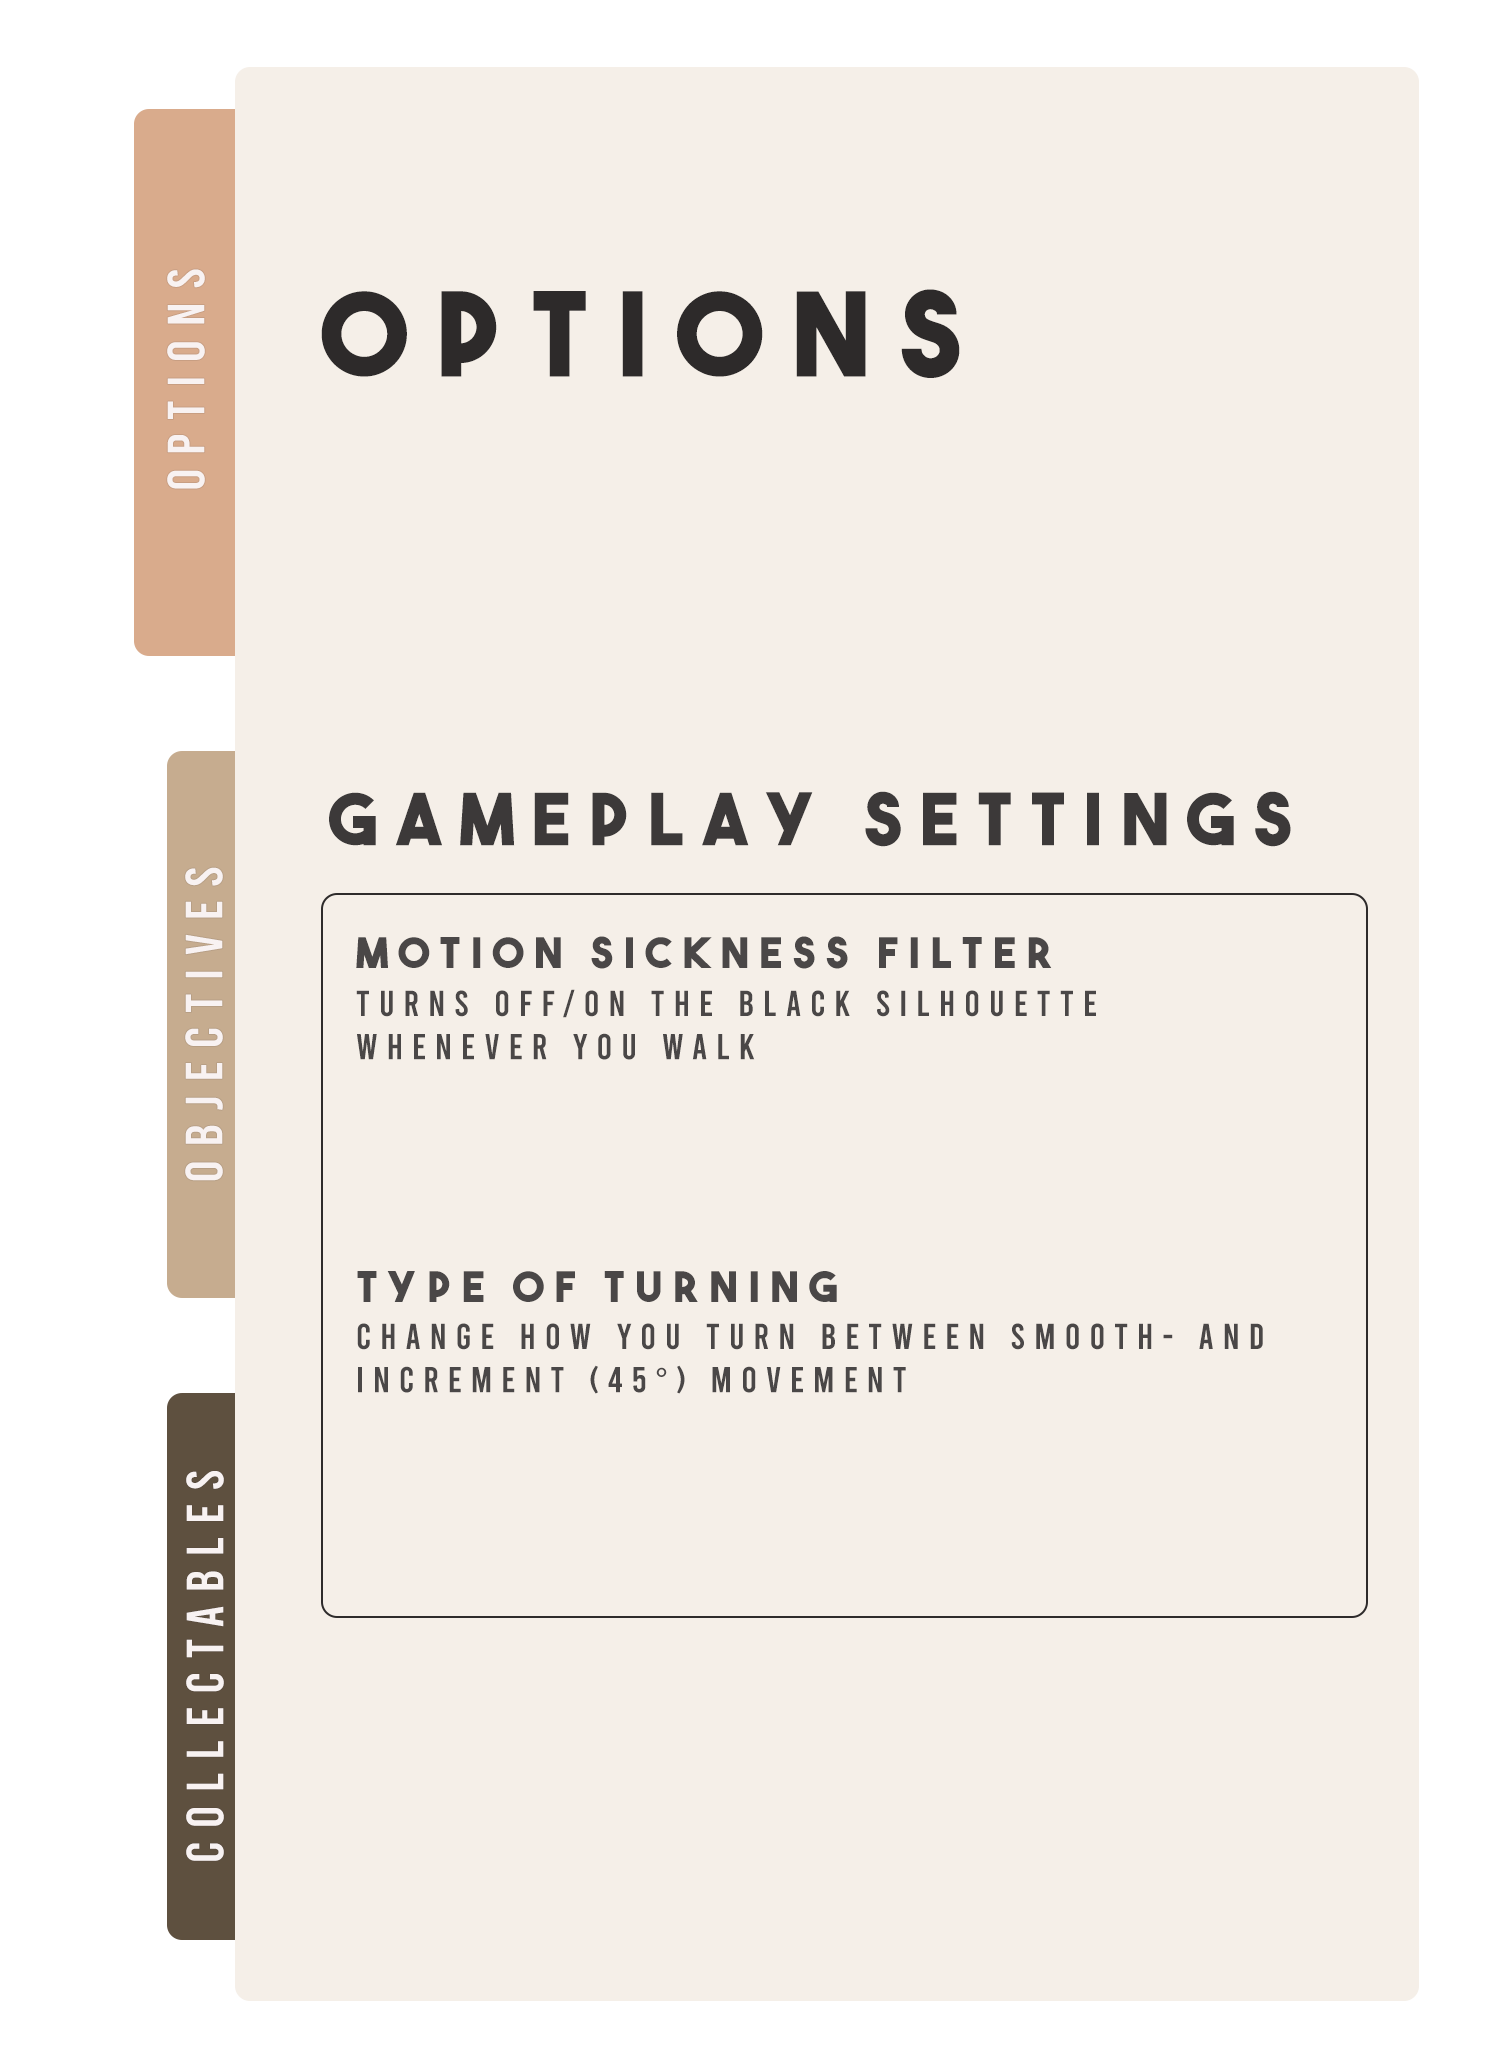 OPTIONS
OPTIONS
OBJECTIVES
COLLECTABLES
GAMEPLAY SETTINGS
MOTION SICKNESS FILTER
TURNS OFF/ON THE BLACK SILHOUETTE
WHENEVER YOU WALK
TYPE OF TURNING
CHANGE HOW YOU TURN BETWEEN SMOOTH- AND
INCREMENT (45°) MOVEMENT